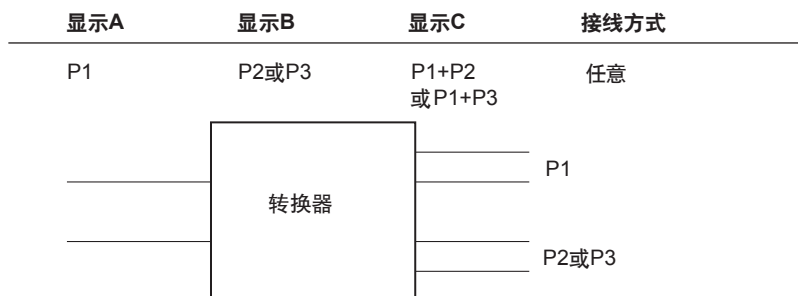 显示A 显示B 显示C 接线方式
P1 P2或P3 P1+P2 任意
或P1+P3
P1
转换器
P2或P3